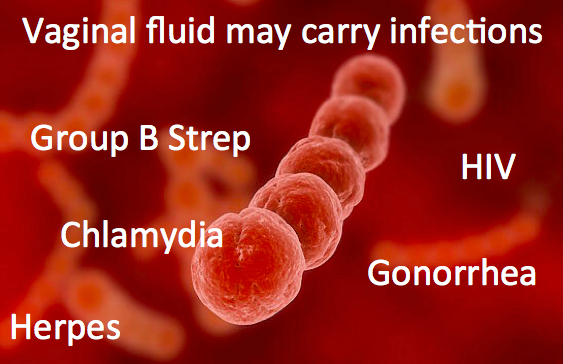 Vaginal fluid may carry infections
Group B Strep
HIV
Chlamydia
Gonorrhea
Herpes